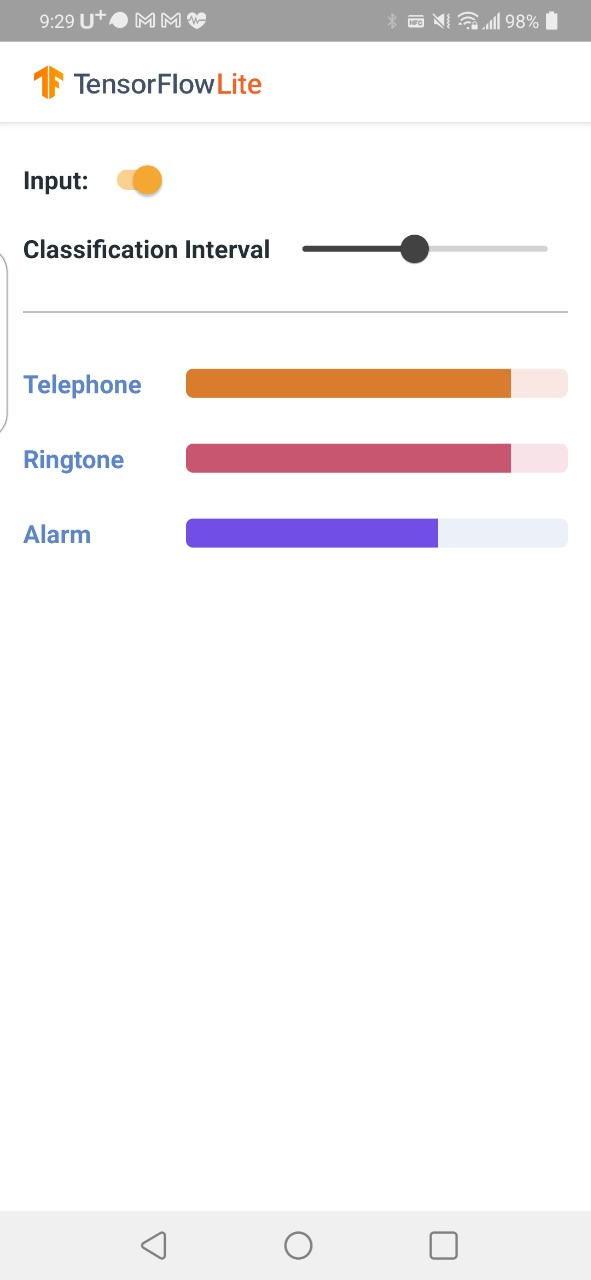 9:29 U+ 98%
TensorFlowLite
Input:
Classification Interval
Telephone
Ringtone
Alarm